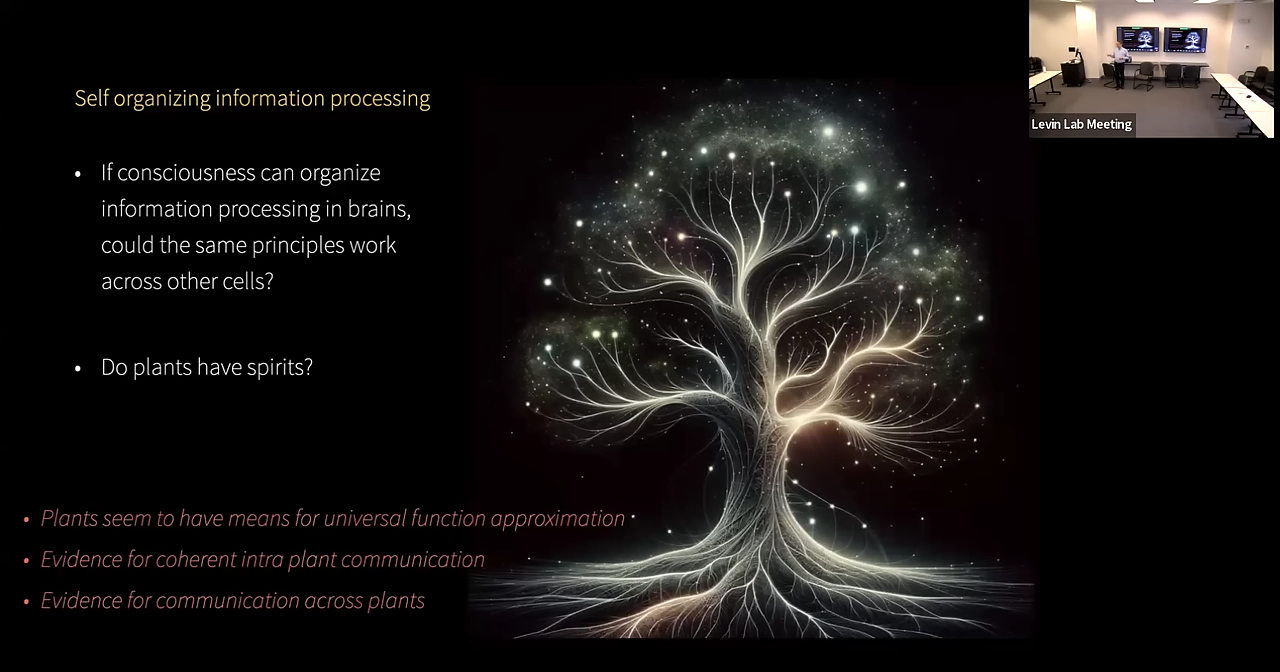 Self organizing information processing
• If consciousness can organize
information processing in brains,
could the same principles work
across other cells?
• Do plants have spirits?
• Plants seem to have means for universal function approximation
• Evidence for coherent intra plant communication
• Evidence for communication across plants
Levin Lab Meeting